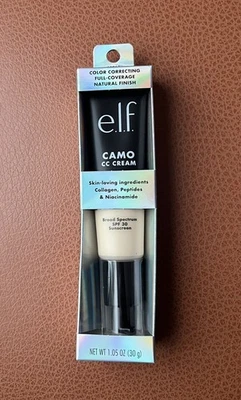 COLOR CORRECTING
FULL-COVERAGE
NATURAL FINISH
e.l.f.
CAMO
CC CREAM
Skin-loving ingredients
Collagen, Peptides
& Niacinamide
Broad Spectrum
SPF 30
Sunscreen
NET WT 1.05 OZ (30 g)